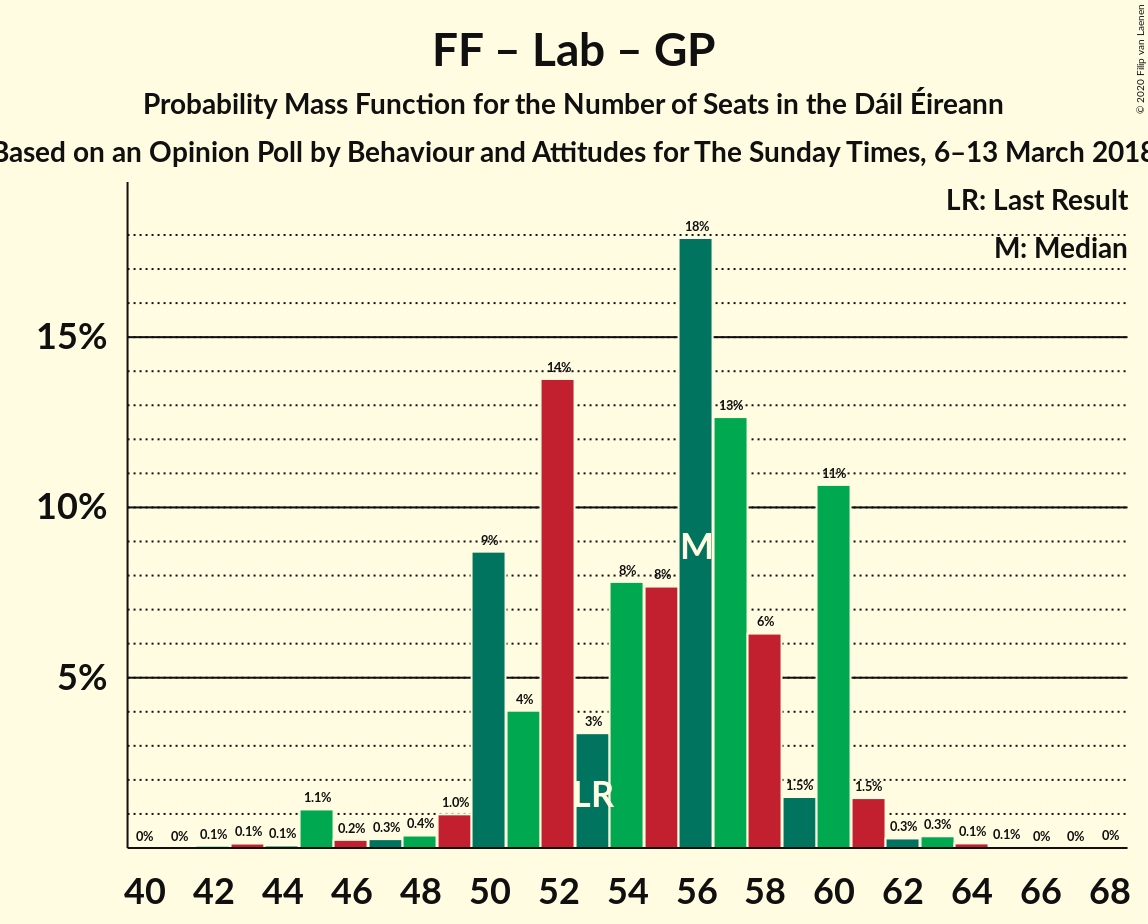 FF – Lab – GP
Probability Mass Function for the Number of Seats in the Dáil Éireann
Based on an Opinion Poll by Behaviour and Attitudes for The Sunday Times, 6–13 March 2018
© 2020 Filip van Laenen
LR: Last Result
M: Median
15%
10%
5%
0% 0% 0.1% 0.1% 0.1% 1.1% 0.2% 0.3% 0.4% 1.0% 9% 4% 14% 3% 8% 8% 18% 13% 6% 1.5% 11% 1.5% 0.3% 0.3% 0.1% 0.1% 0% 0% 0%
M
LR
40 42 44 46 48 50 52 54 56 58 60 62 64 66 68